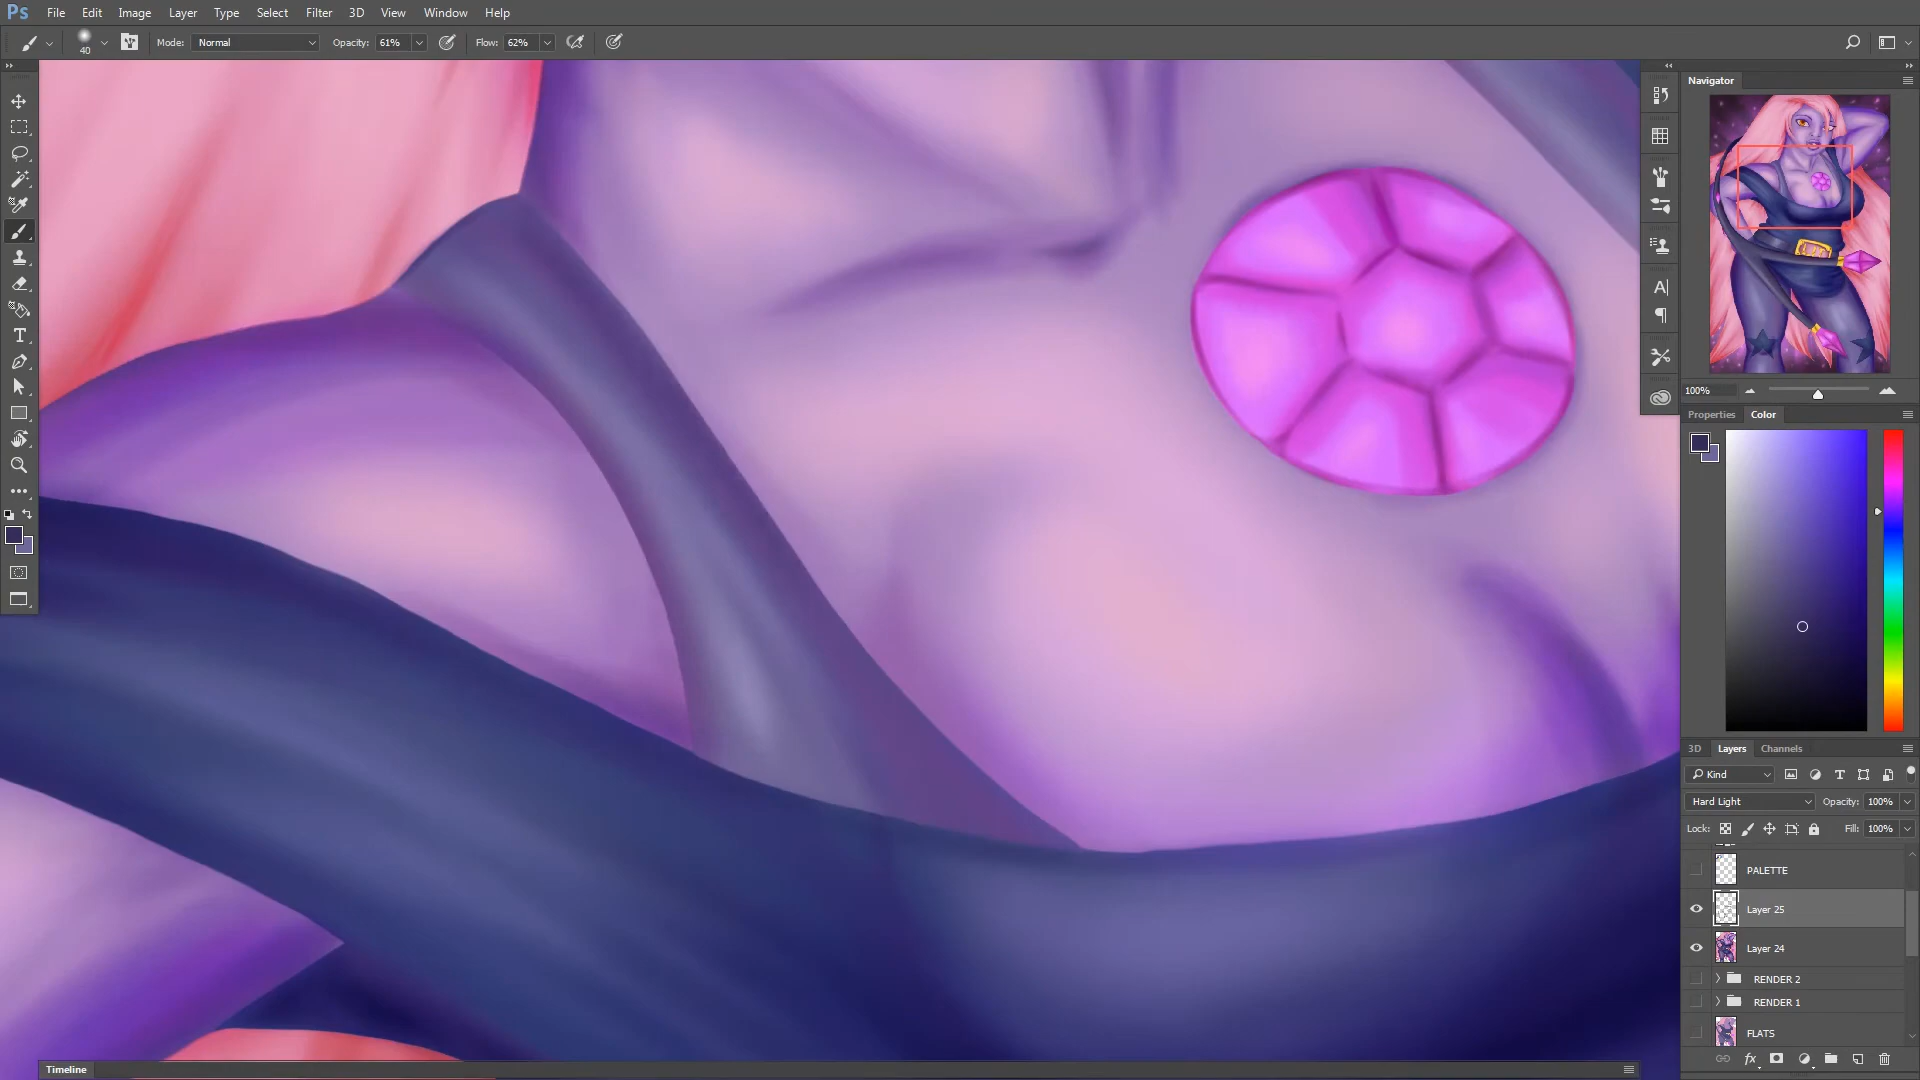 Ps File Edit Image Layer Type Select Filter 3D View Window Help
40 Mode: Normal Opacity: 61% Flow: 62%
Navigator
100%
Properties Color
3D Layers Channels
Kind
Hard Light Opacity: 100%
Lock: Fill: 100%
PALETTE
Layer 25
Layer 24
RENDER 2
RENDER 1
FLATS
fx
Timeline